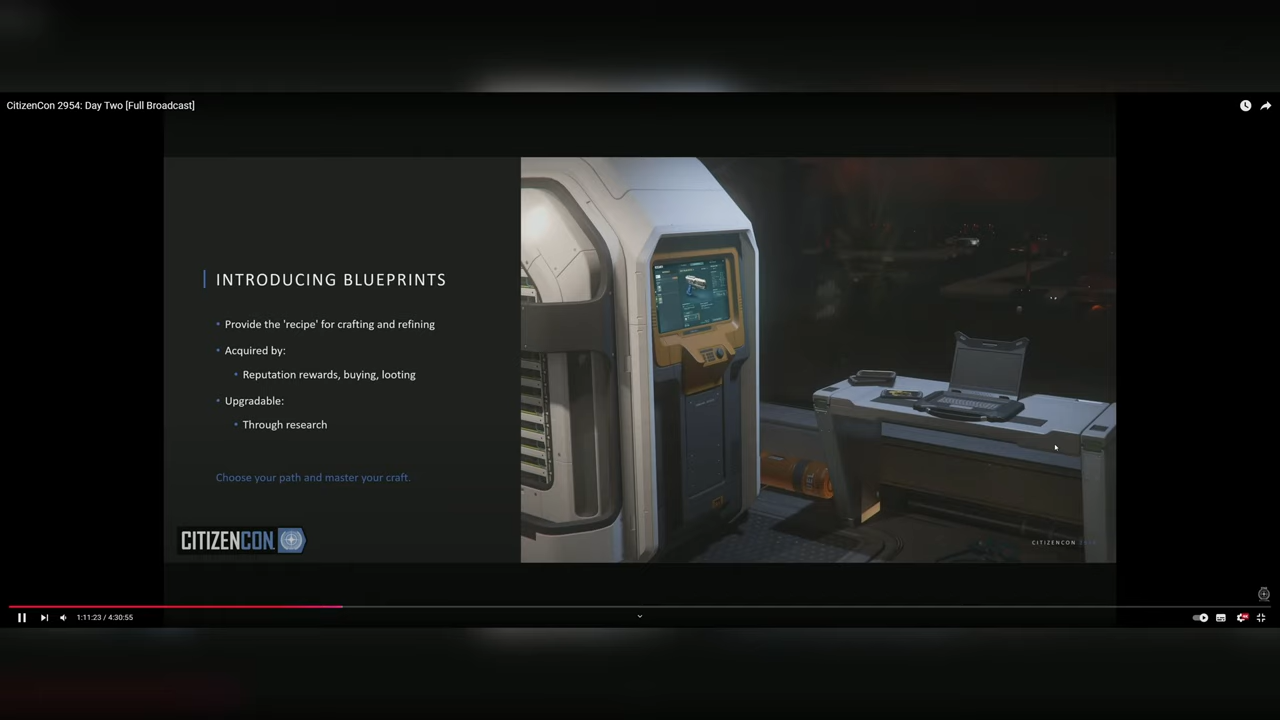 CitizenCon 2954: Day Two [Full Broadcast]
INTRODUCING BLUEPRINTS
• Provide the 'recipe' for crafting and refining
• Acquired by:
• Reputation rewards, buying, looting
• Upgradable:
• Through research
Choose your path and master your craft.
CITIZENCON
CITIZENCON
1:11:23 / 4:30:55